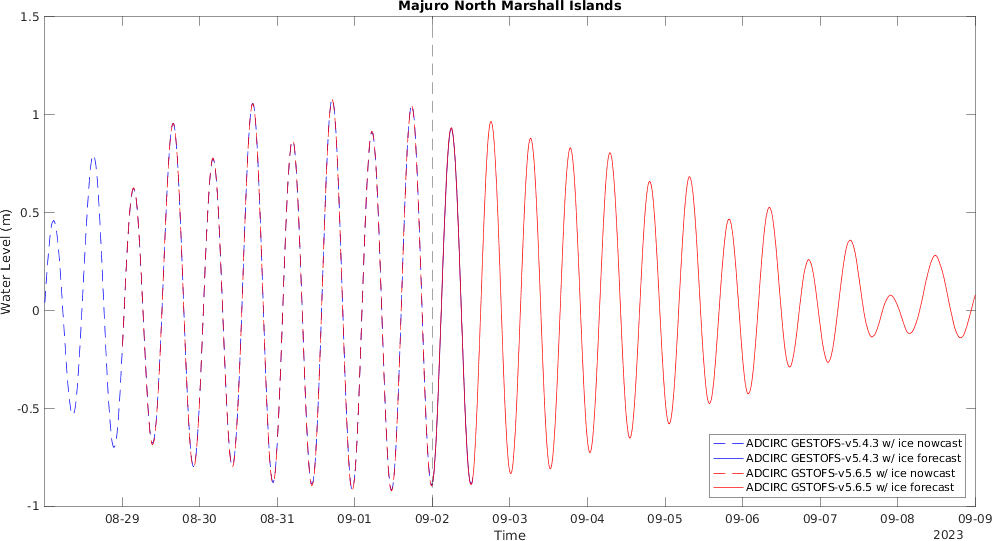 Majuro North Marshall Islands
1.5
1
0.5
0
-0.5
-1
Water Level (m)
08-29
08-30
08-31
09-01
09-02
09-03
09-04
09-05
09-06
09-07
09-08
09-09
Time
2023
ADCIRC GESTOFS-v5.4.3 w/ ice nowcast
ADCIRC GESTOFS-v5.4.3 w/ ice forecast
ADCIRC GSTOFS-v5.6.5 w/ ice nowcast
ADCIRC GSTOFS-v5.6.5 w/ ice forecast